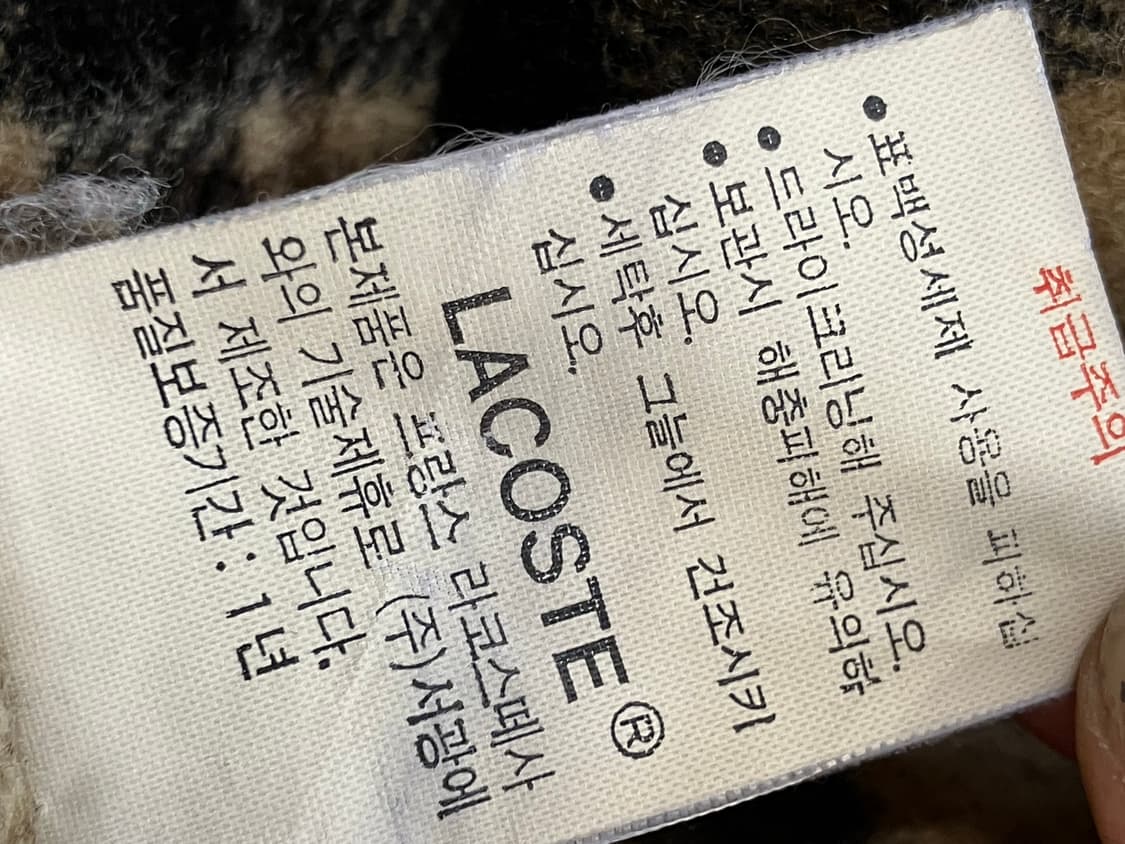 취급주의
• 표백성세제 사용을 피하십
시오.
• 드라이크리닝해 주십시오.
• 보관시 해충피해에 유의하
십시오.
• 세탁후 그늘에서 건조시키
십시오.
LACOSTE®
본제품은 프랑스 라코스떼사
와의 기술제휴로 (주)서광에
서 제조한 것입니다.
품질보증기간 : 1년